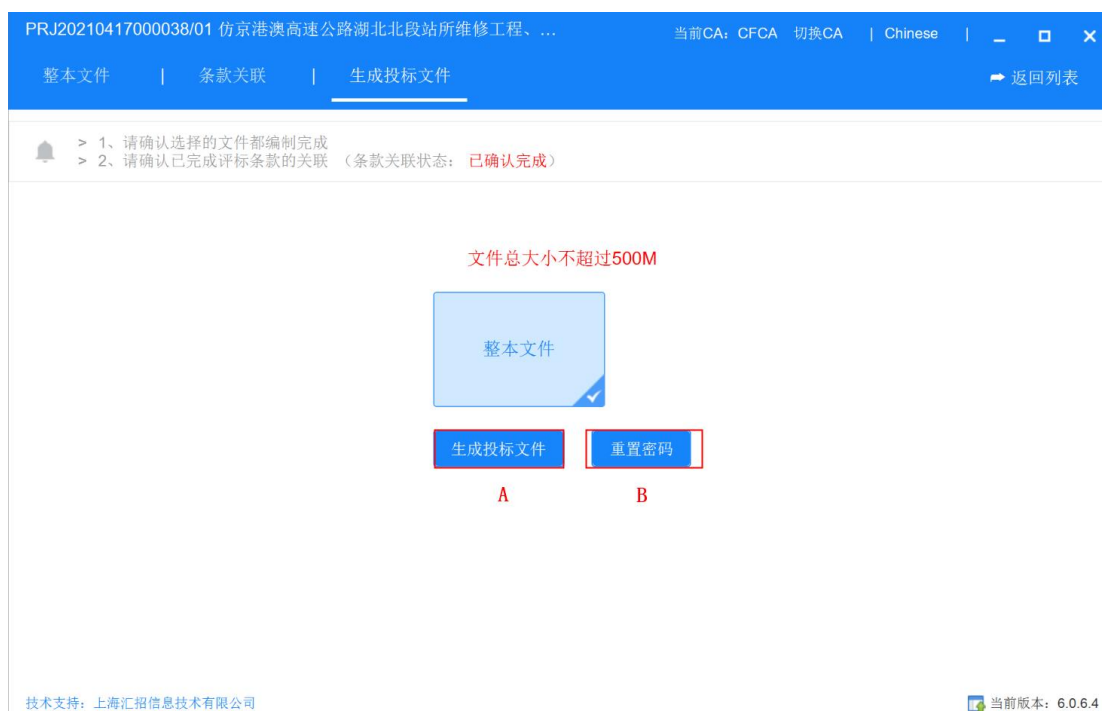 PRJ20210417000038/01 仿京港澳高速公路湖北北段站所维修工程、...
当前CA：CFCA 切换CA | Chinese |
整本文件 | 条款关联 | 生成投标文件
返回列表
> 1、请确认选择的文件都编制完成
> 2、请确认已完成评标条款的关联 （条款关联状态： 已确认完成）
文件总大小不超过500M
整本文件
生成投标文件 重置密码
A B
技术支持：上海汇招信息技术有限公司
当前版本：6.0.6.4